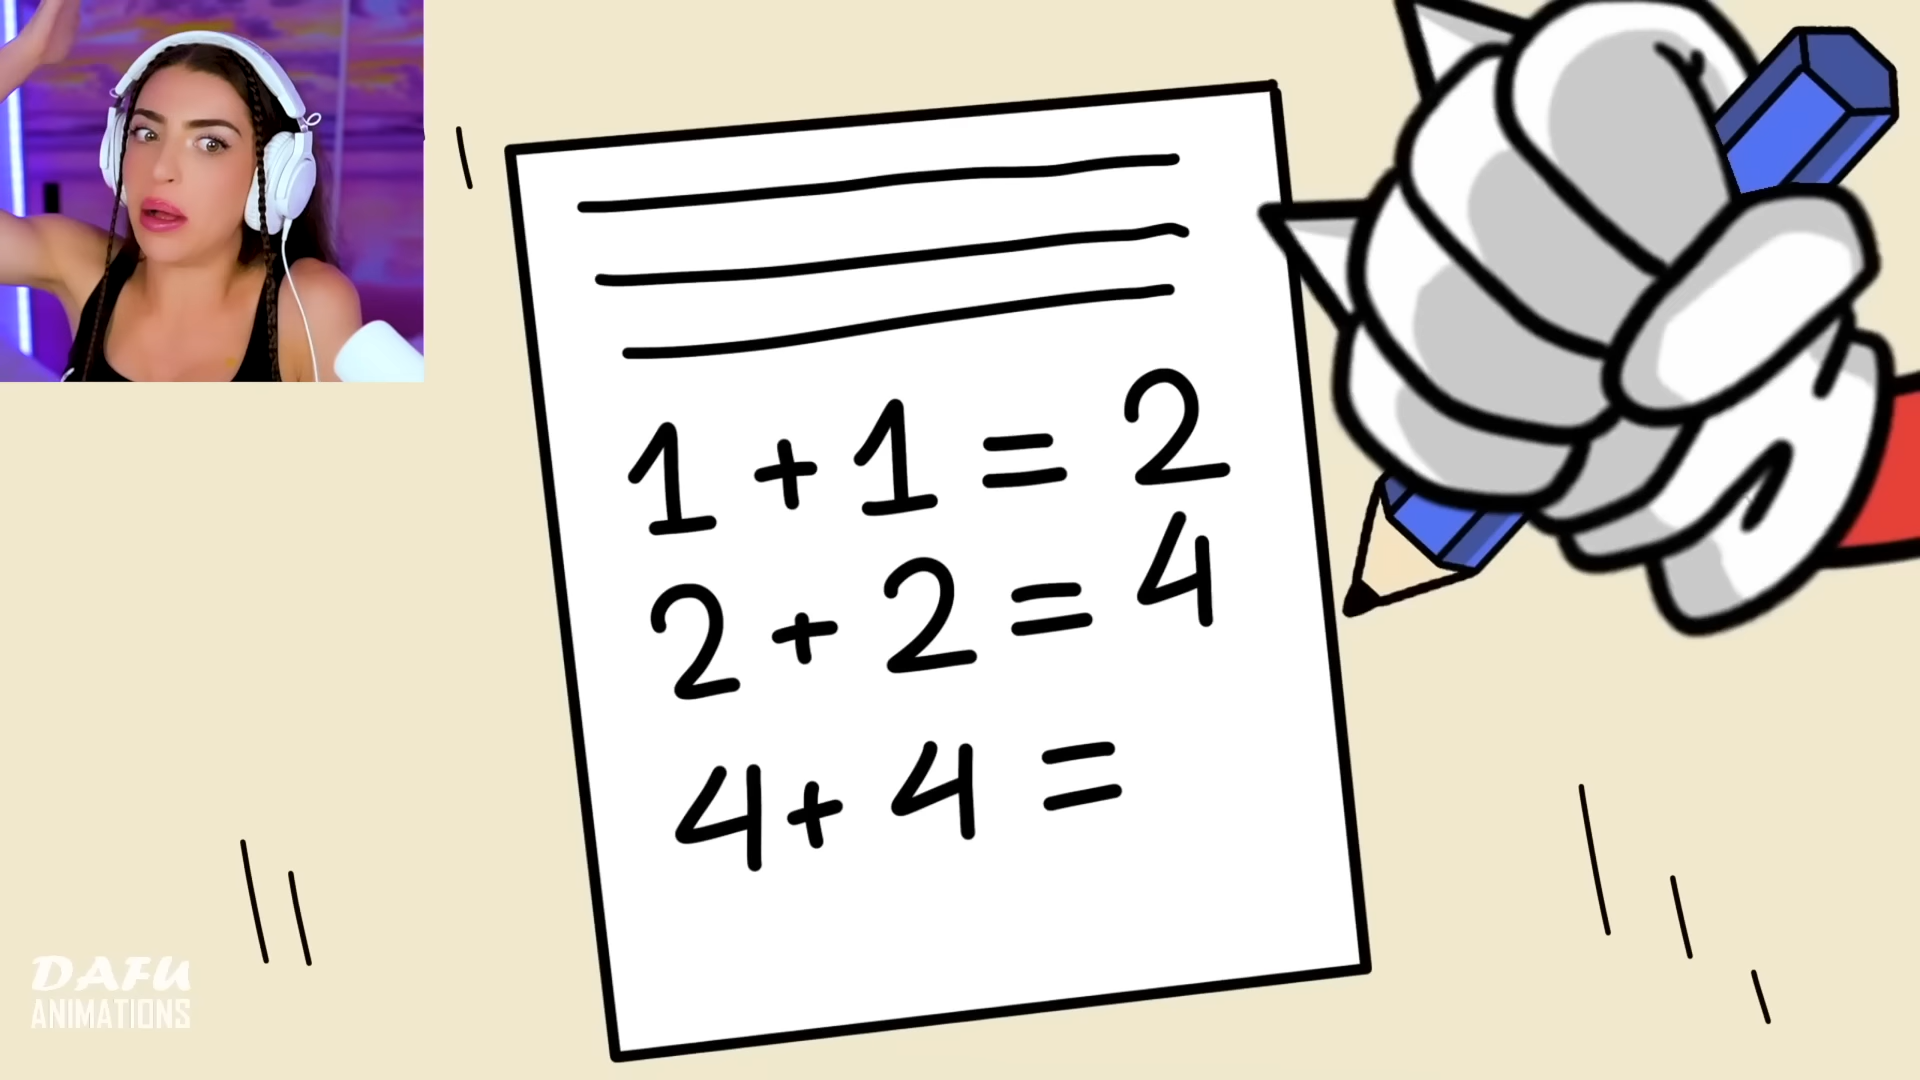 1 + 1 = 2
2 + 2 = 4
4 + 4 =
DAFU
ANIMATIONS